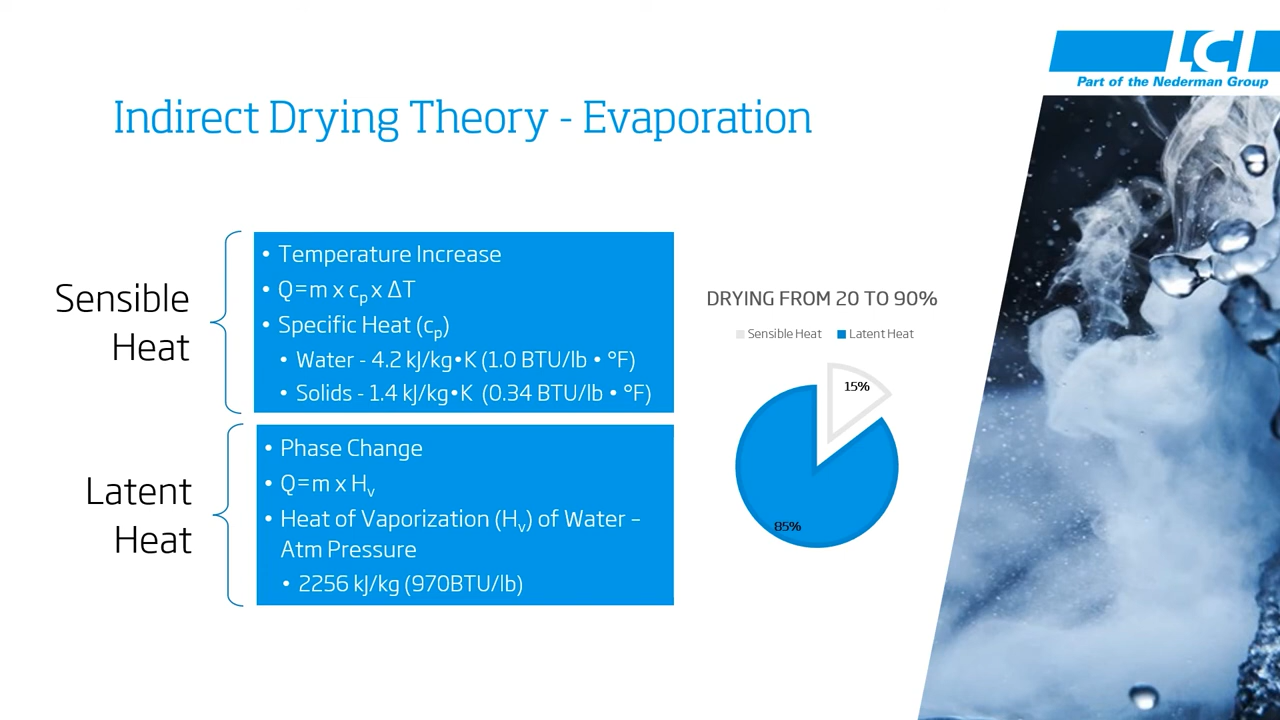 LCI
Part of the Nederman Group
Indirect Drying Theory - Evaporation
Sensible
Heat
• Temperature Increase
• Q=m x cp x ΔT
• Specific Heat (cp)
• Water - 4.2 kJ/kg•K (1.0 BTU/lb • °F)
• Solids - 1.4 kJ/kg•K (0.34 BTU/lb • °F)
Latent
Heat
• Phase Change
• Q=m x Hv
• Heat of Vaporization (Hv) of Water –
Atm Pressure
• 2256 kJ/kg (970BTU/lb)
DRYING FROM 20 TO 90%
Sensible Heat Latent Heat
15%
85%